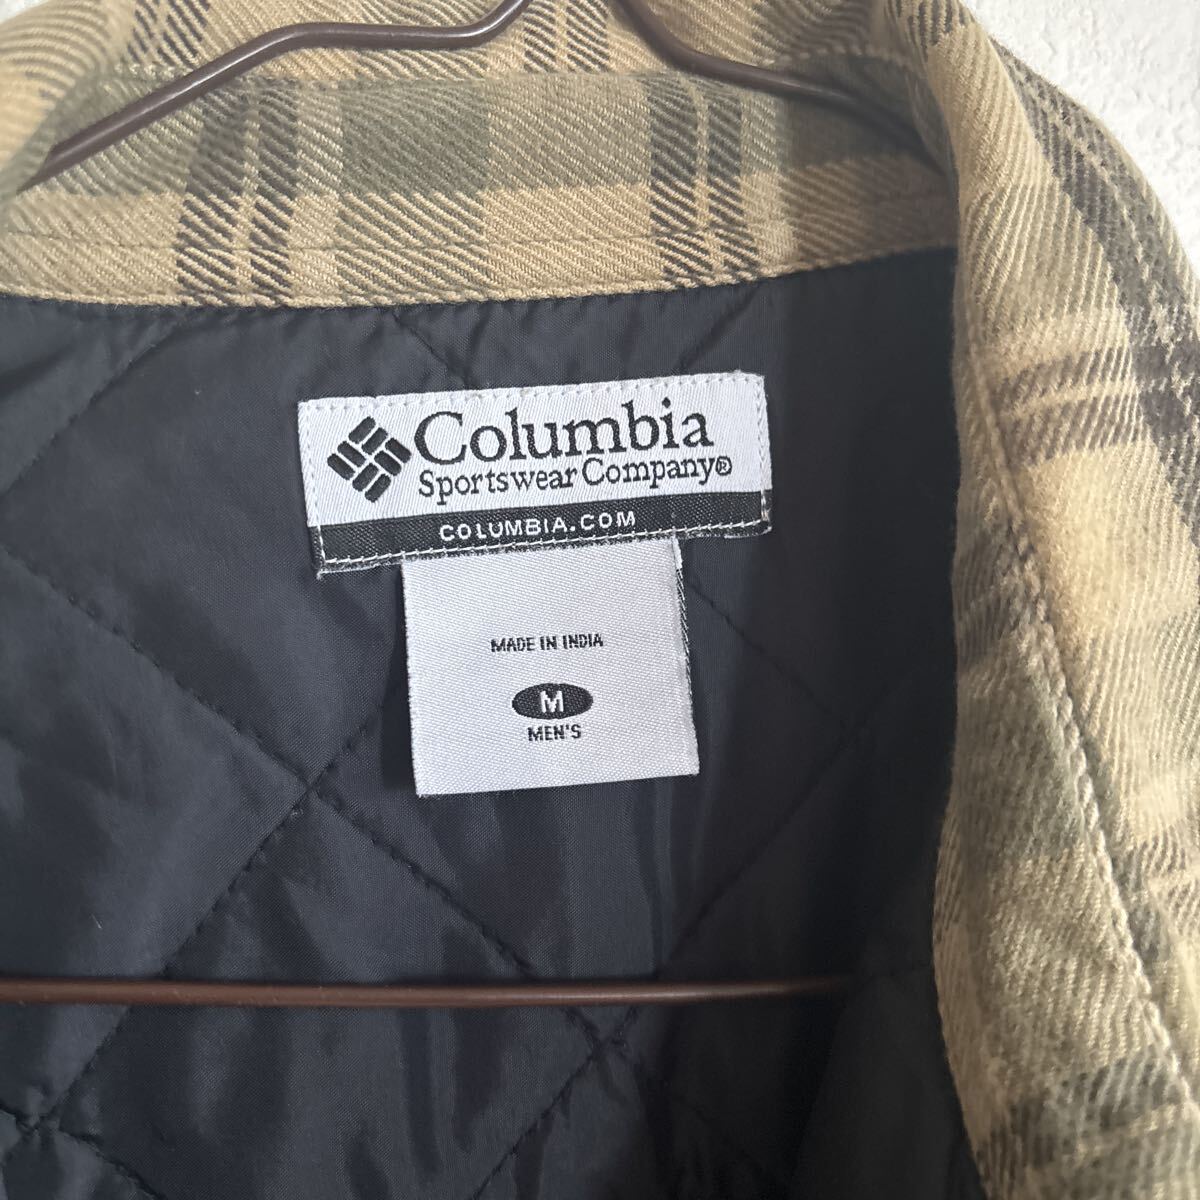 Columbia
Sportswear Company®
COLUMBIA.COM
MADE IN INDIA
M
MEN'S